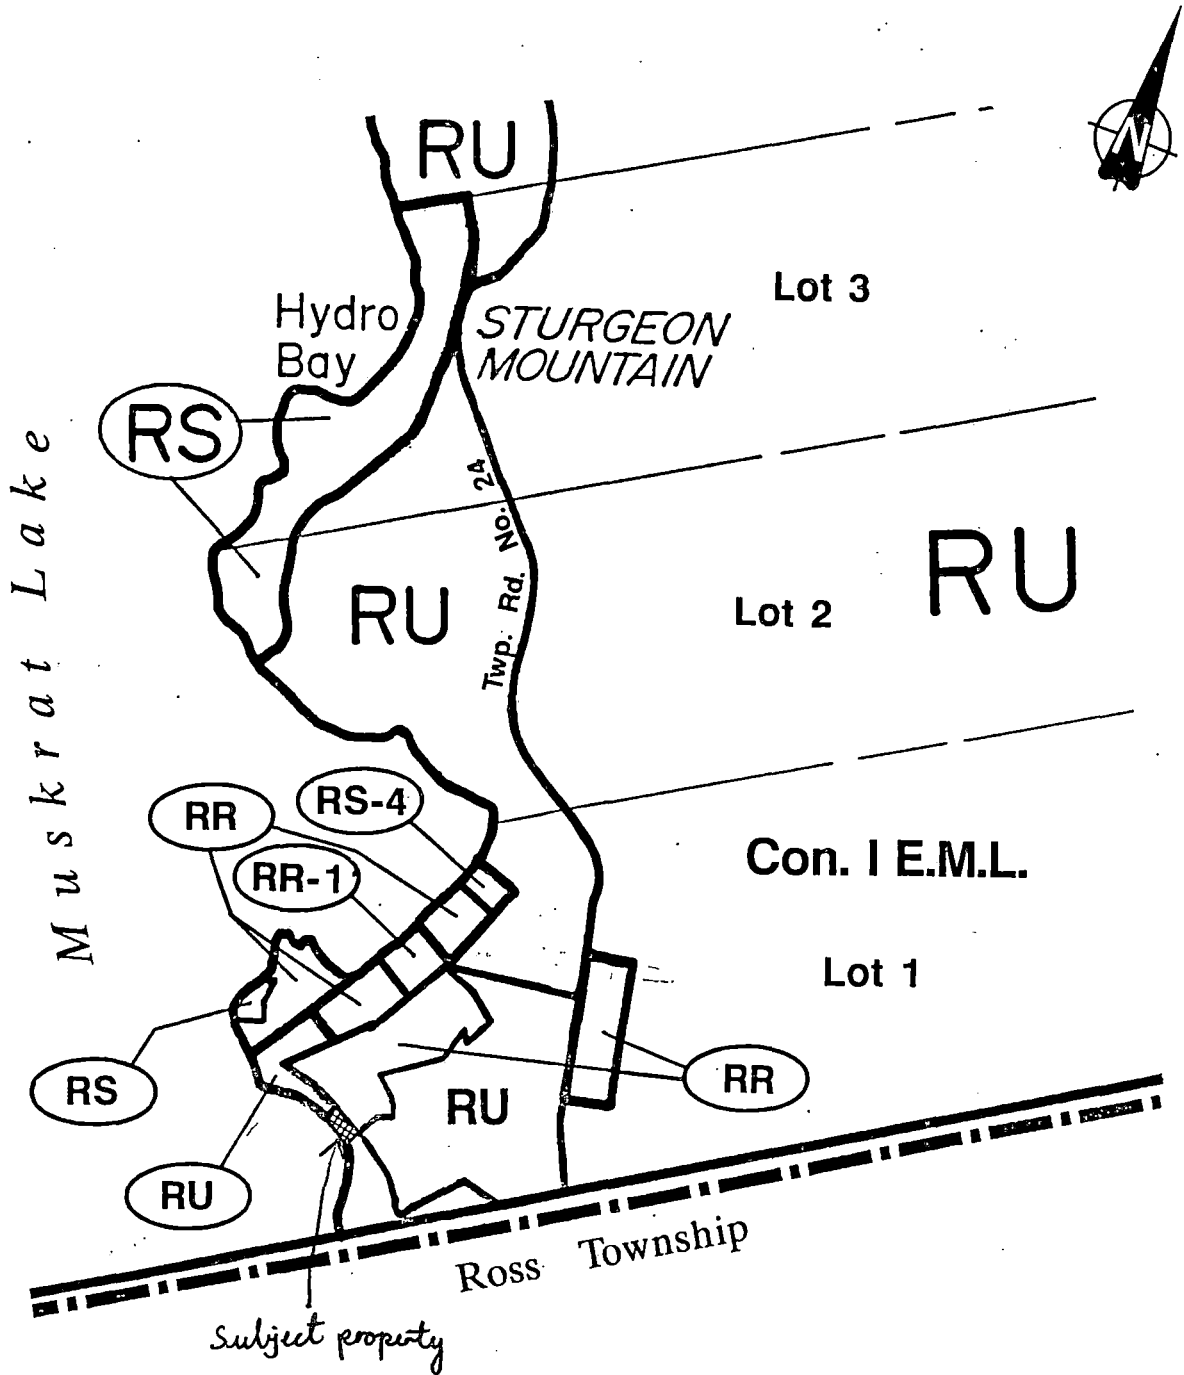 RU
N
Lot 3
Hydro
Bay
STURGEON
MOUNTAIN
RS
Muskrat Lake
Twp. Rd. No. 24
RU
RU
Lot 2
RS-4
RR
RR-1
Con. I E.M.L.
Lot 1
RS
RR
RU
RU
Ross Township
Subject property